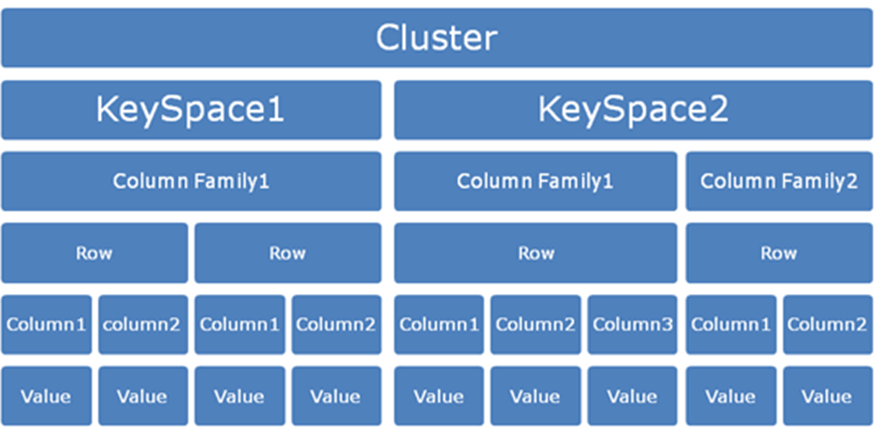 Cluster
KeySpace1 KeySpace2
Column Family1 Column Family1 Column Family2
Row Row Row Row
Column1 column2 Column1 Column2 Column1 Column2 Column3 Column1 Column2
Value Value Value Value Value Value Value Value Value